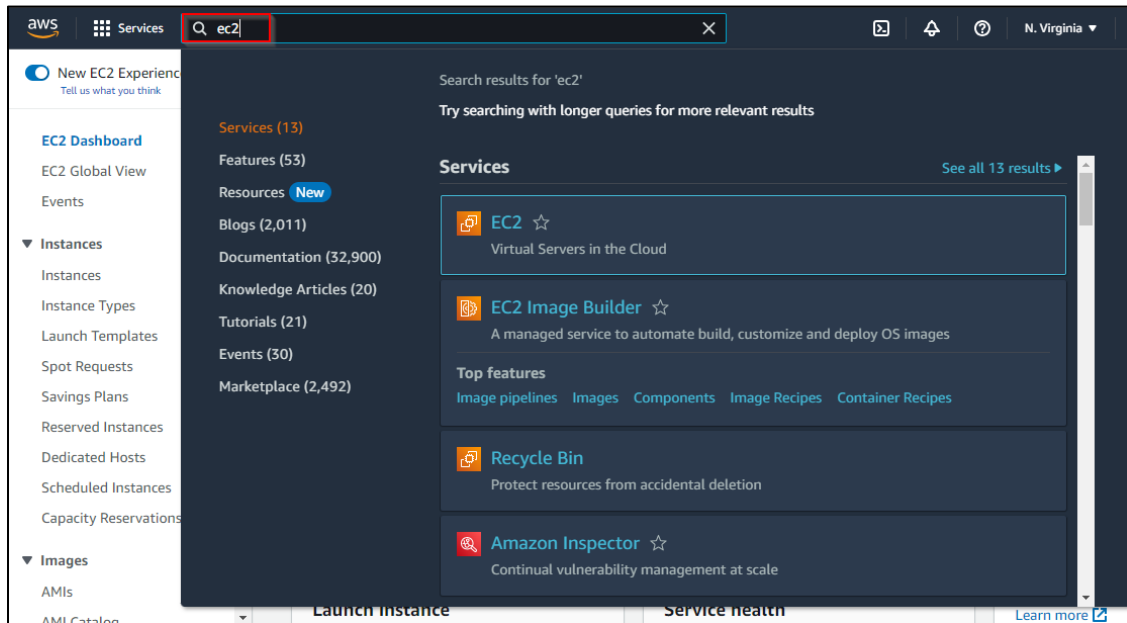 aws
Services
ec2
N. Virginia
New EC2 Experienc
Tell us what you think
EC2 Dashboard
EC2 Global View
Events
Instances
Instances
Instance Types
Launch Templates
Spot Requests
Savings Plans
Reserved Instances
Dedicated Hosts
Scheduled Instances
Capacity Reservations
Images
AMIs
AMI Catalog
Services (13)
Features (53)
Resources New
Blogs (2,011)
Documentation (32,900)
Knowledge Articles (20)
Tutorials (21)
Events (30)
Marketplace (2,492)
Search results for 'ec2'
Try searching with longer queries for more relevant results
Services
See all 13 results
EC2
Virtual Servers in the Cloud
EC2 Image Builder
A managed service to automate build, customize and deploy OS images
Top features
Image pipelines Images Components Image Recipes Container Recipes
Recycle Bin
Protect resources from accidental deletion
Amazon Inspector
Continual vulnerability management at scale
Launch instance
Service health
Learn more